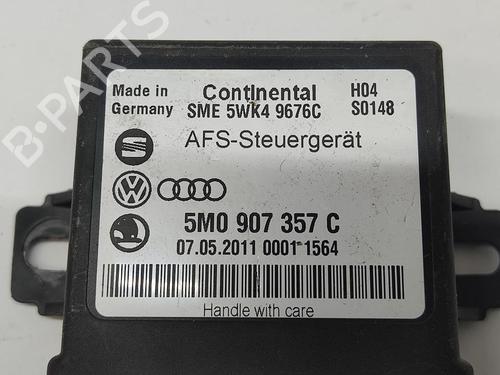 Made in
Germany
Continental
SME 5WK4 9676C
H04
S0148
AFS-Steuergerät
5M0 907 357 C
07.05.2011 0001 1564
Handle with care
B-PARTS